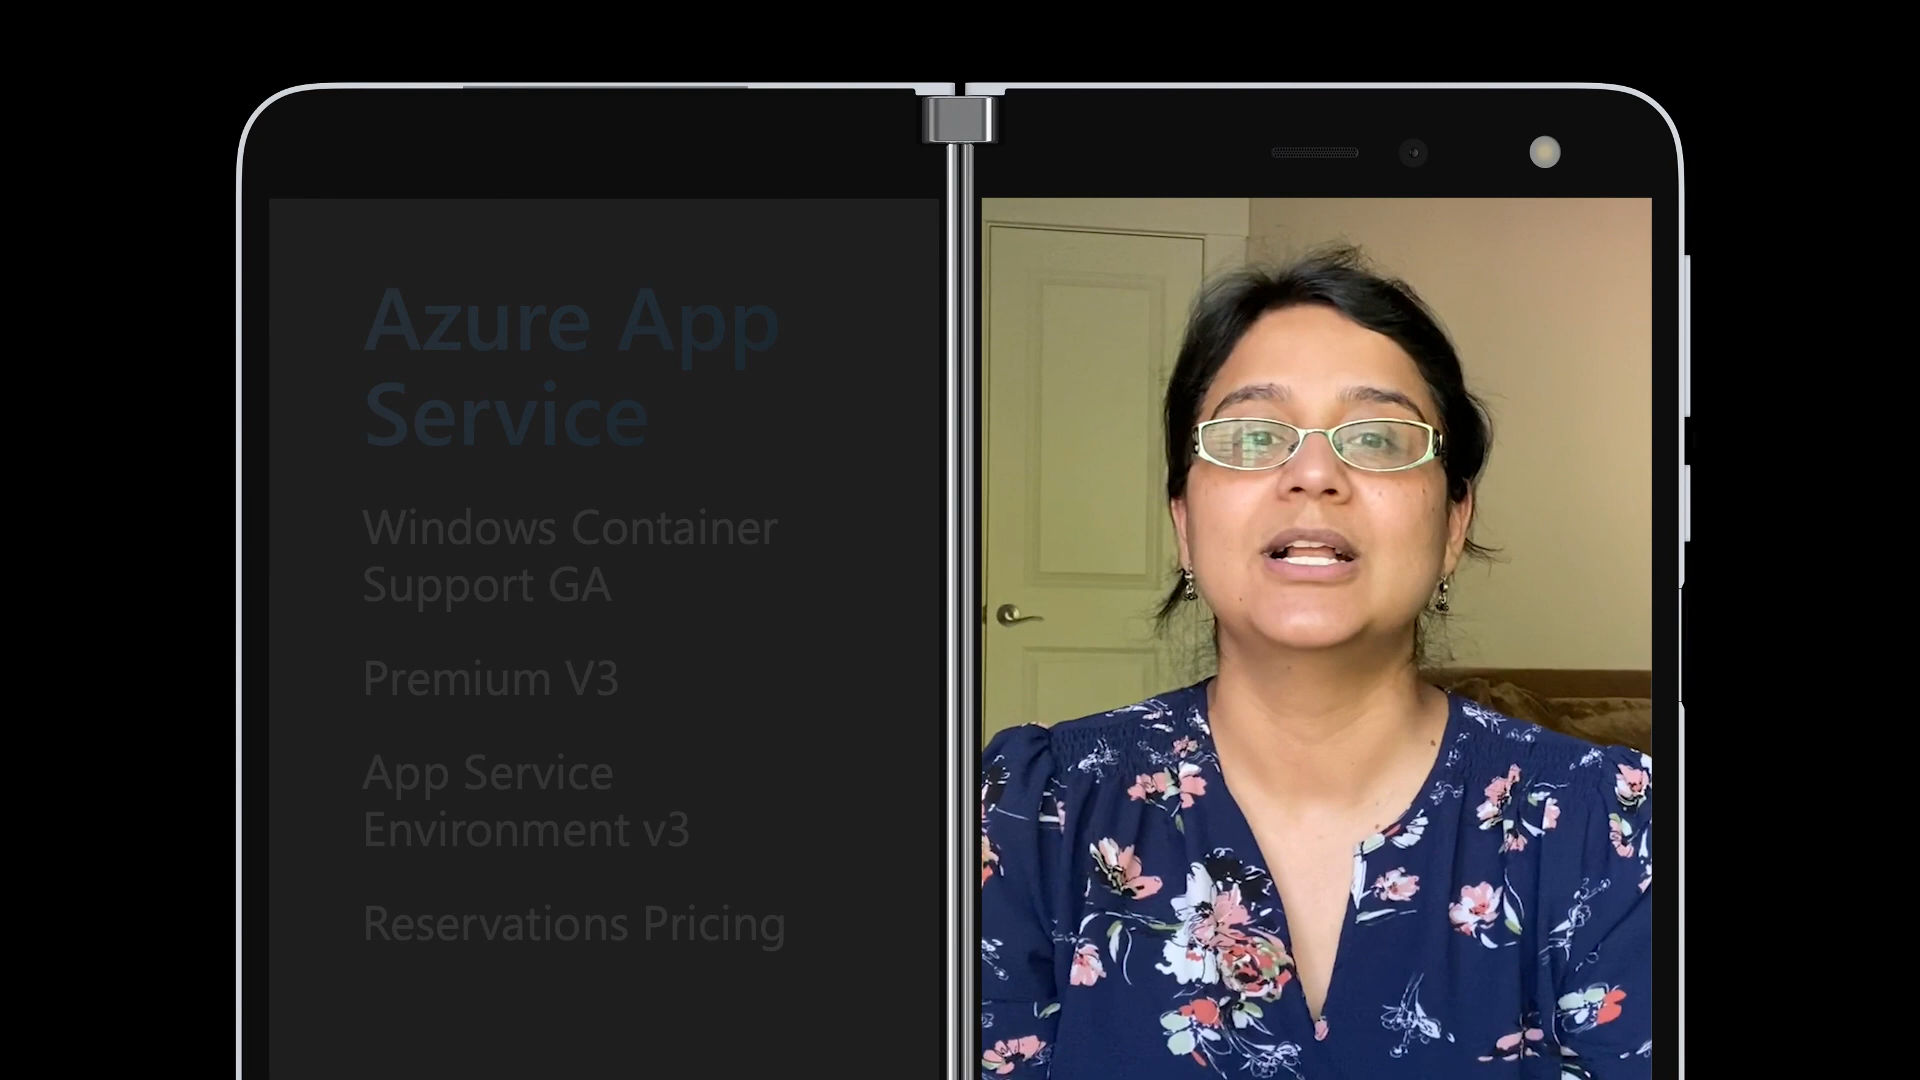 Azure App
Service
Windows Container
Support GA
Premium V3
App Service
Environment v3
Reservations Pricing